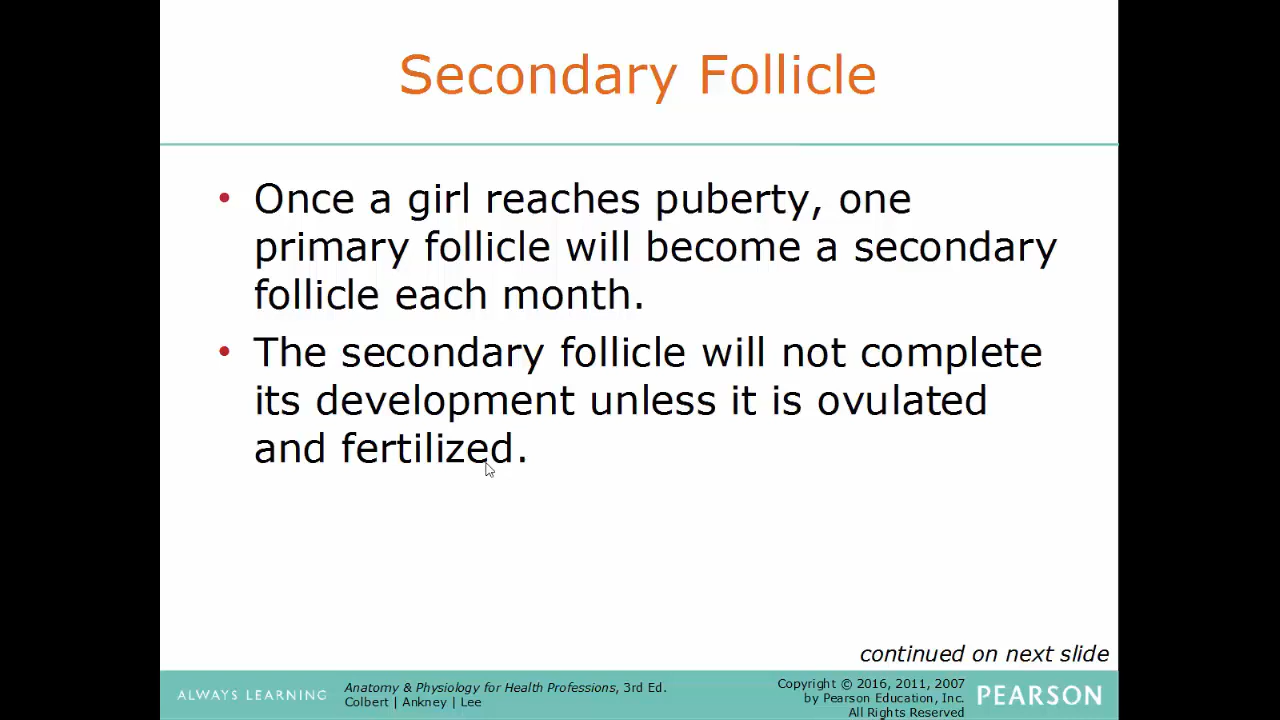 Secondary Follicle
• Once a girl reaches puberty, one
primary follicle will become a secondary
follicle each month.
• The secondary follicle will not complete
its development unless it is ovulated
and fertilized.
continued on next slide
ALWAYS LEARNING
Anatomy & Physiology for Health Professions, 3rd Ed.
Colbert | Ankney | Lee
Copyright © 2016, 2011, 2007
by Pearson Education, Inc.
All Rights Reserved
PEARSON